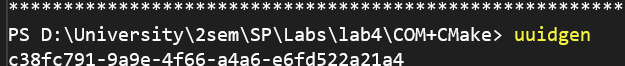 ********************************************************************
PS D:\University\2sem\SP\Labs\lab4\COM+CMake> uuidgen
c38fc791-9a9e-4f66-a4a6-e6fd522a21a4